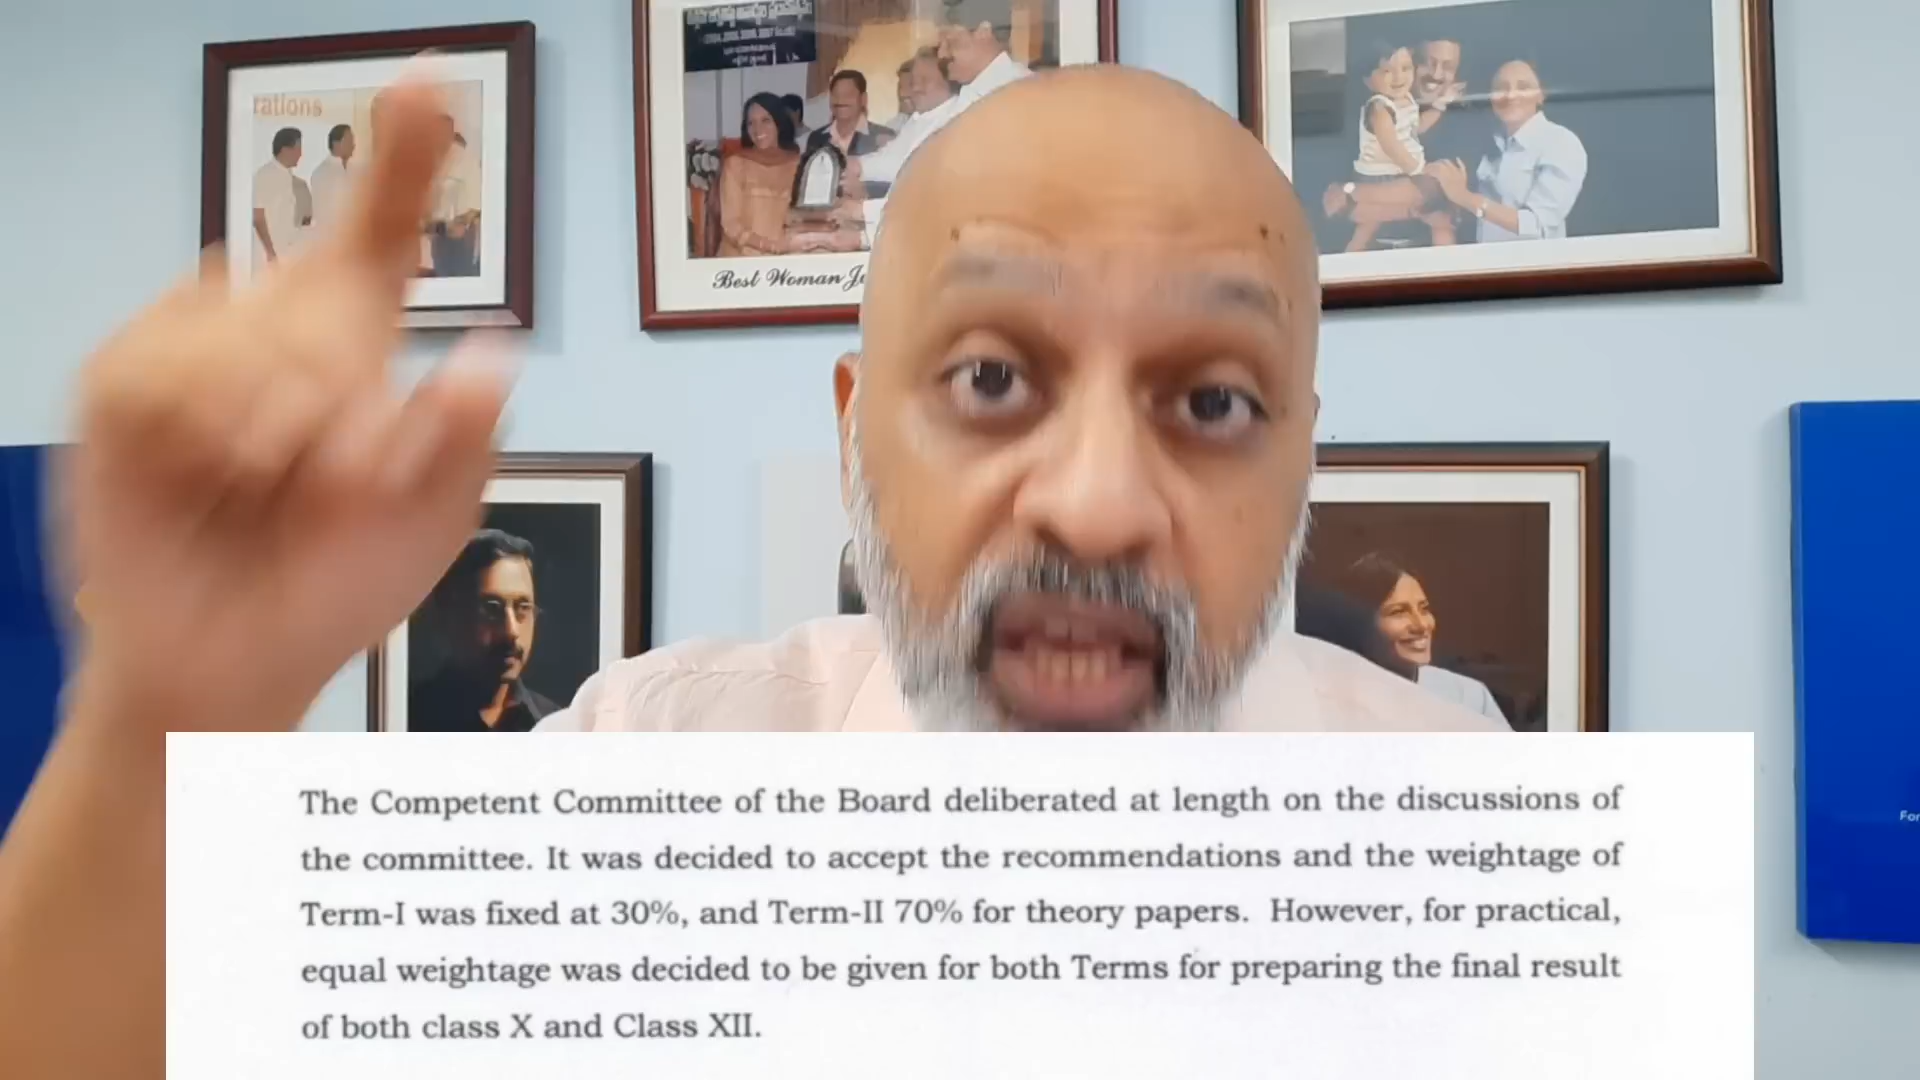 rations
Best Woman
The Competent Committee of the Board deliberated at length on the discussions of
the committee. It was decided to accept the recommendations and the weightage of
Term-I was fixed at 30%, and Term-II 70% for theory papers. However, for practical,
equal weightage was decided to be given for both Terms for preparing the final result
of both class X and Class XII.
For